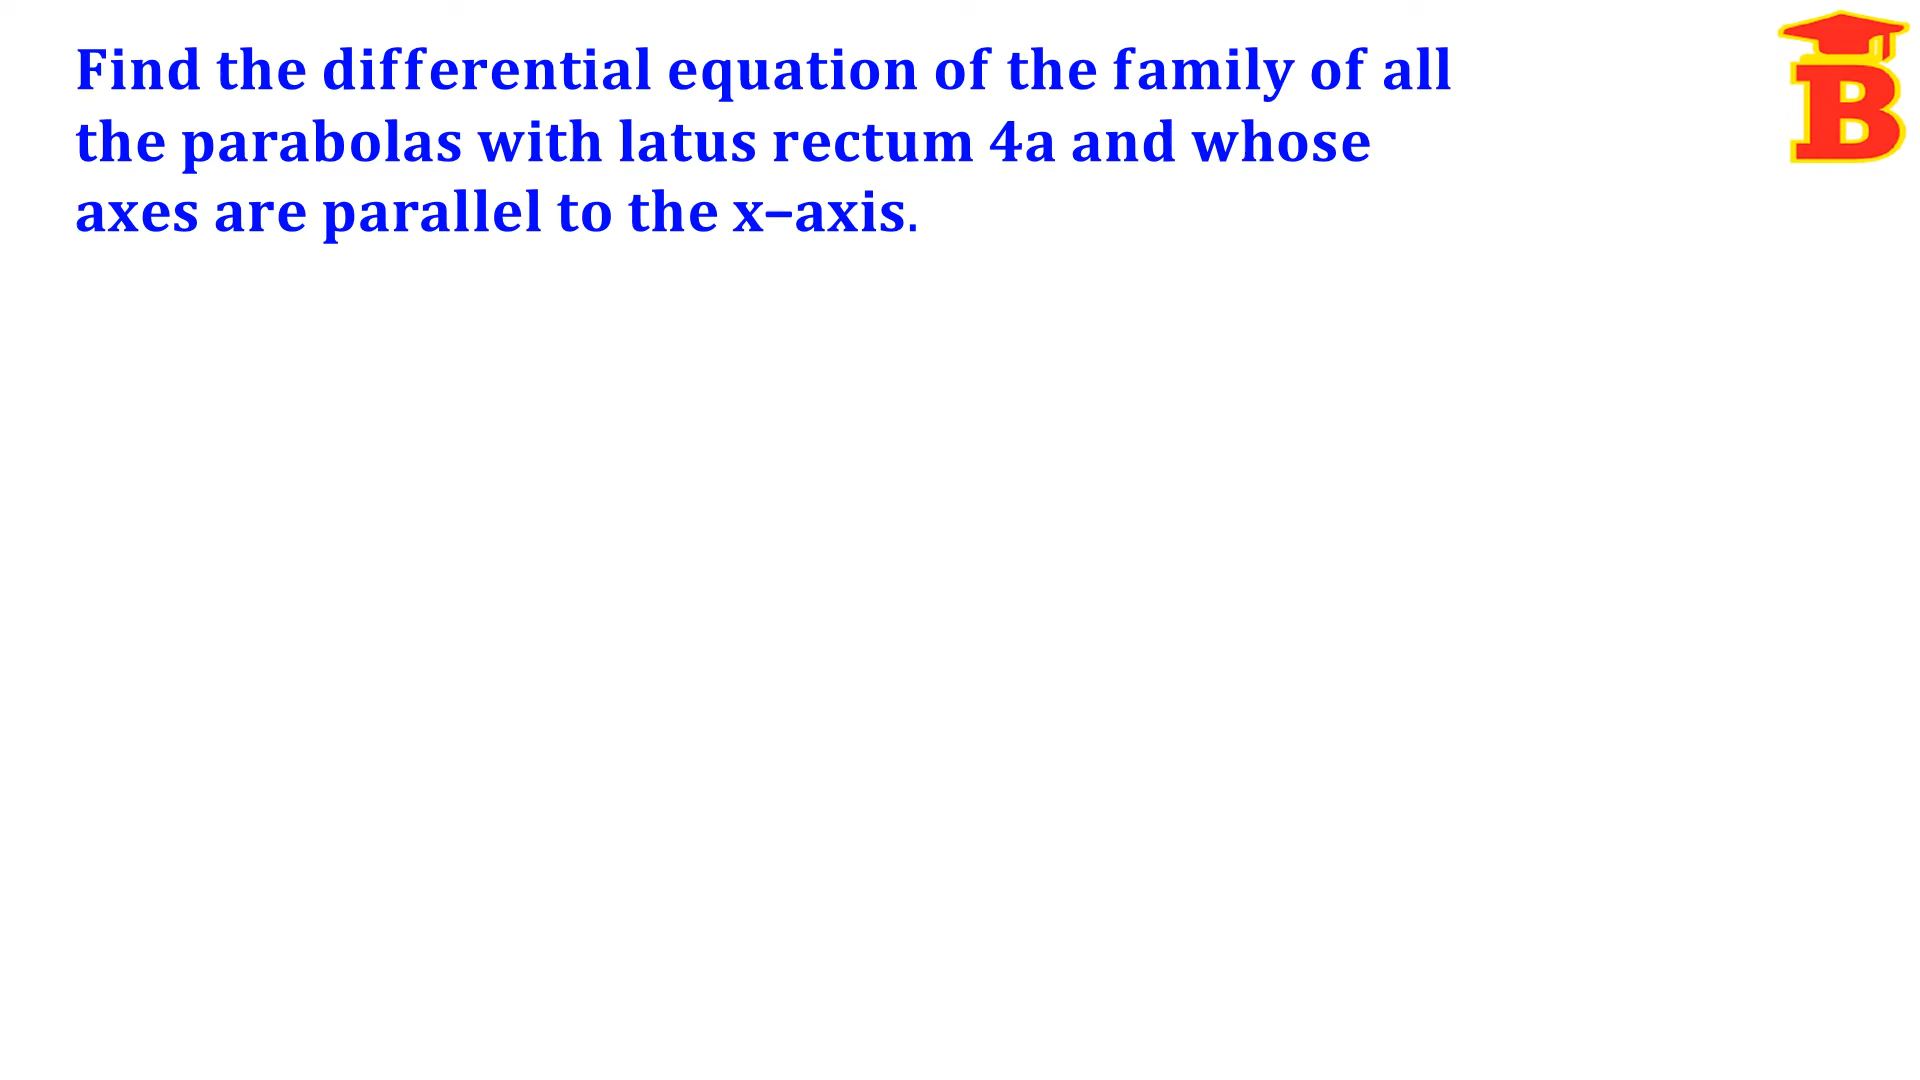 Find the differential equation of the family of all
the parabolas with latus rectum 4a and whose
axes are parallel to the x–axis.
B